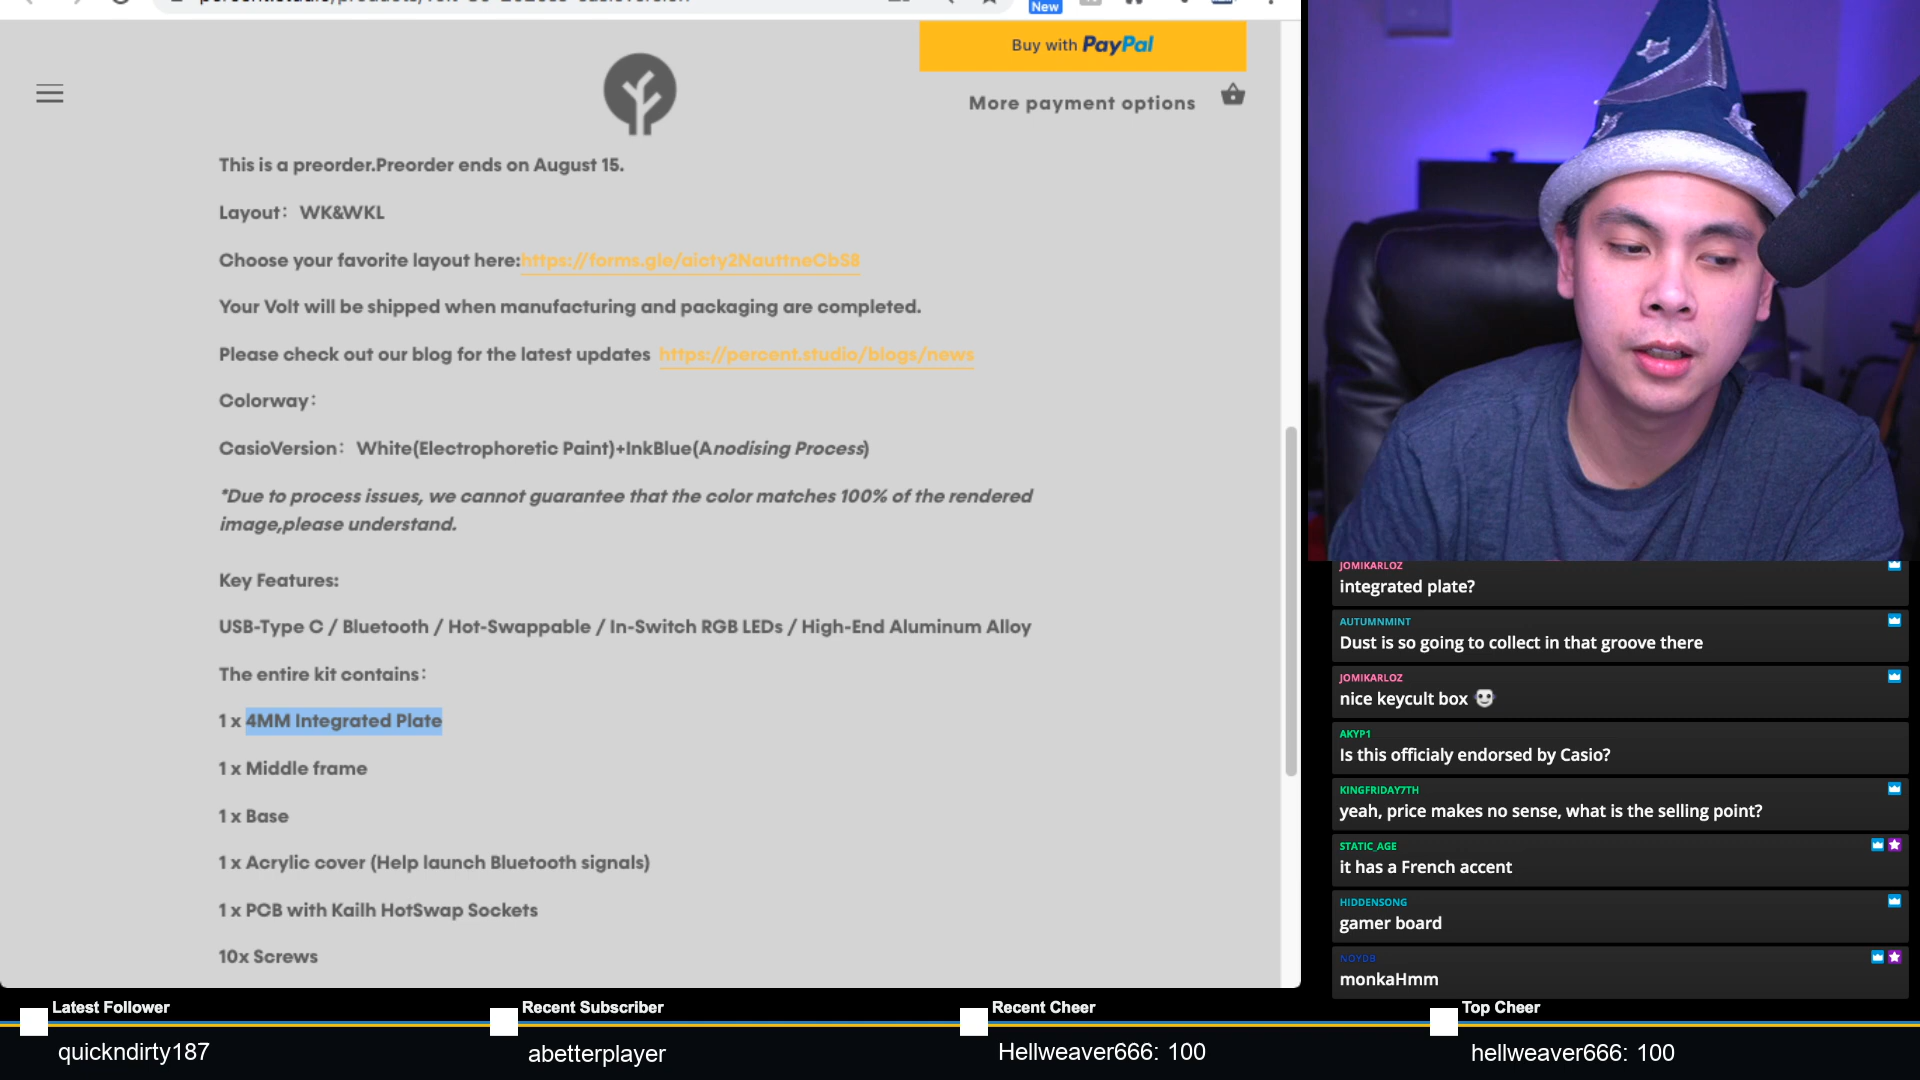 New
Buy with PayPal
More payment options
This is a preorder.Preorder ends on August 15.
Layout： WK&WKL
Choose your favorite layout here:https://forms.gle/aicty2NauttneCbS8
Your Volt will be shipped when manufacturing and packaging are completed.
Please check out our blog for the latest updates https://percent.studio/blogs/news
Colorway：
CasioVersion： White(Electrophoretic Paint)+InkBlue(Anodising Process)
*Due to process issues, we cannot guarantee that the color matches 100% of the rendered
image,please understand.
Key Features:
USB-Type C / Bluetooth / Hot-Swappable / In-Switch RGB LEDs / High-End Aluminum Alloy
The entire kit contains：
1 x 4MM Integrated Plate
1 x Middle frame
1 x Base
1 x Acrylic cover (Help launch Bluetooth signals)
1 x PCB with Kailh HotSwap Sockets
10x Screws
JOMIKARLOZ
integrated plate?
AUTUMNMINT
Dust is so going to collect in that groove there
JOMIKARLOZ
nice keycult box
AKYP1
Is this officialy endorsed by Casio?
KINGFRIDAY7TH
yeah, price makes no sense, what is the selling point?
STATIC_AGE
it has a French accent
HIDDENSONG
gamer board
NOYDB
monkaHmm
Latest Follower
quickndirty187
Recent Subscriber
abetterplayer
Recent Cheer
Hellweaver666: 100
Top Cheer
hellweaver666: 100